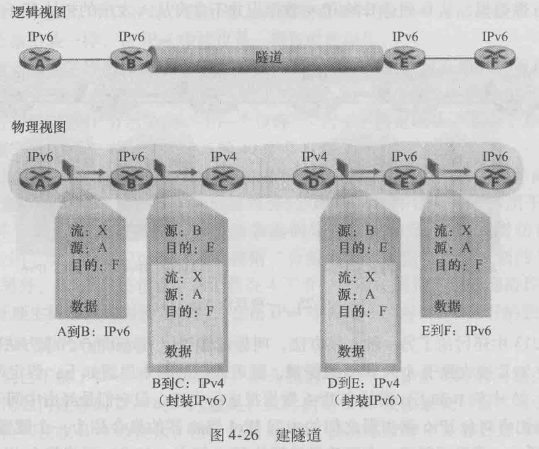 逻辑视图
IPv6 IPv6 IPv6 IPv6
A B 隧道 E F
物理视图
IPv6 IPv6 IPv4 IPv4 IPv6 IPv6
A B C D E F
流：X
源：A
目的：F
数据
A到B：IPv6
源：B
目的：E
流：X
源：A
目的：F
数据
B到C：IPv4
（封装IPv6）
源：B
目的：E
流：X
源：A
目的：F
数据
D到E：IPv4
（封装IPv6）
流：X
源：A
目的：F
数据
E到F：IPv6
图 4-26 建隧道